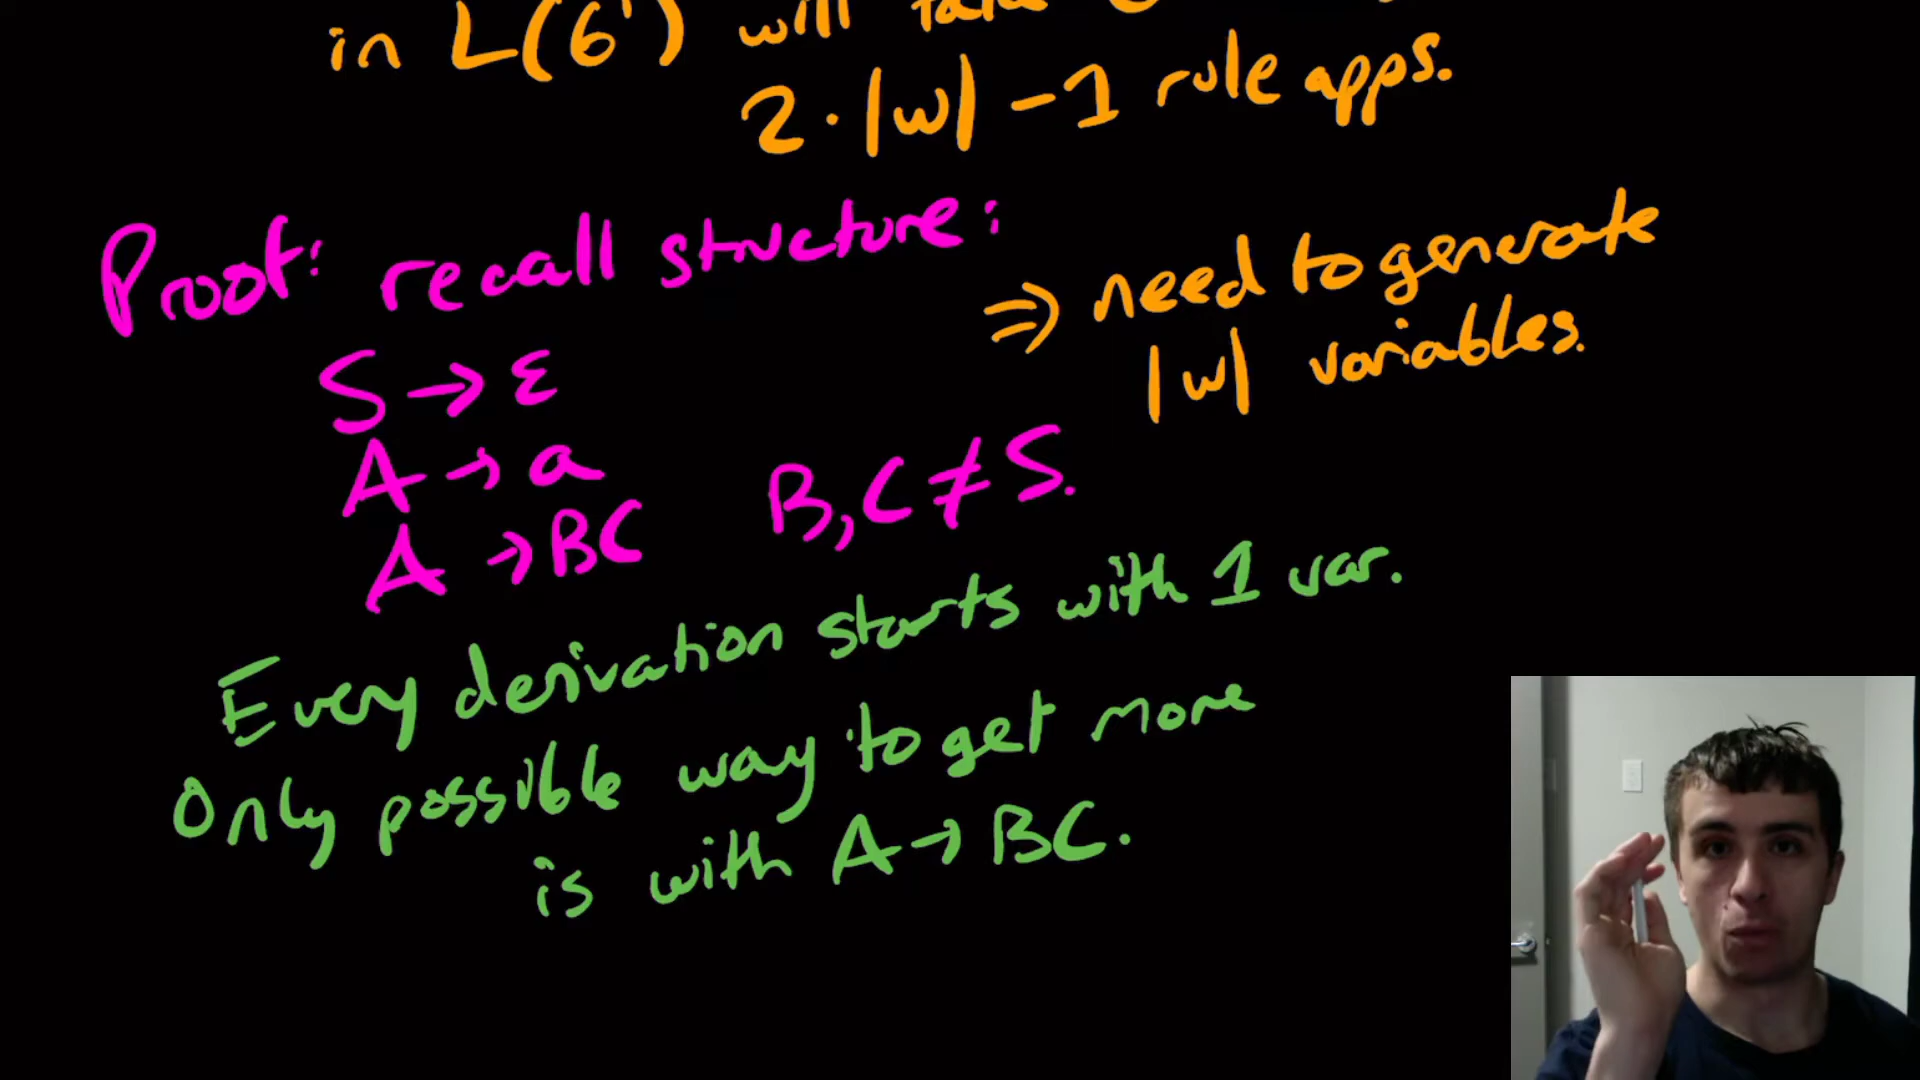 in L(G') will take
2·|w| -1 rule apps.
Proof: recall structure:
⇒ need to generate
|w| variables.
S → ε
A → a
A → BC B, C ≠ S.
Every derivation starts with 1 var.
Only possible way to get more
is with A → BC.